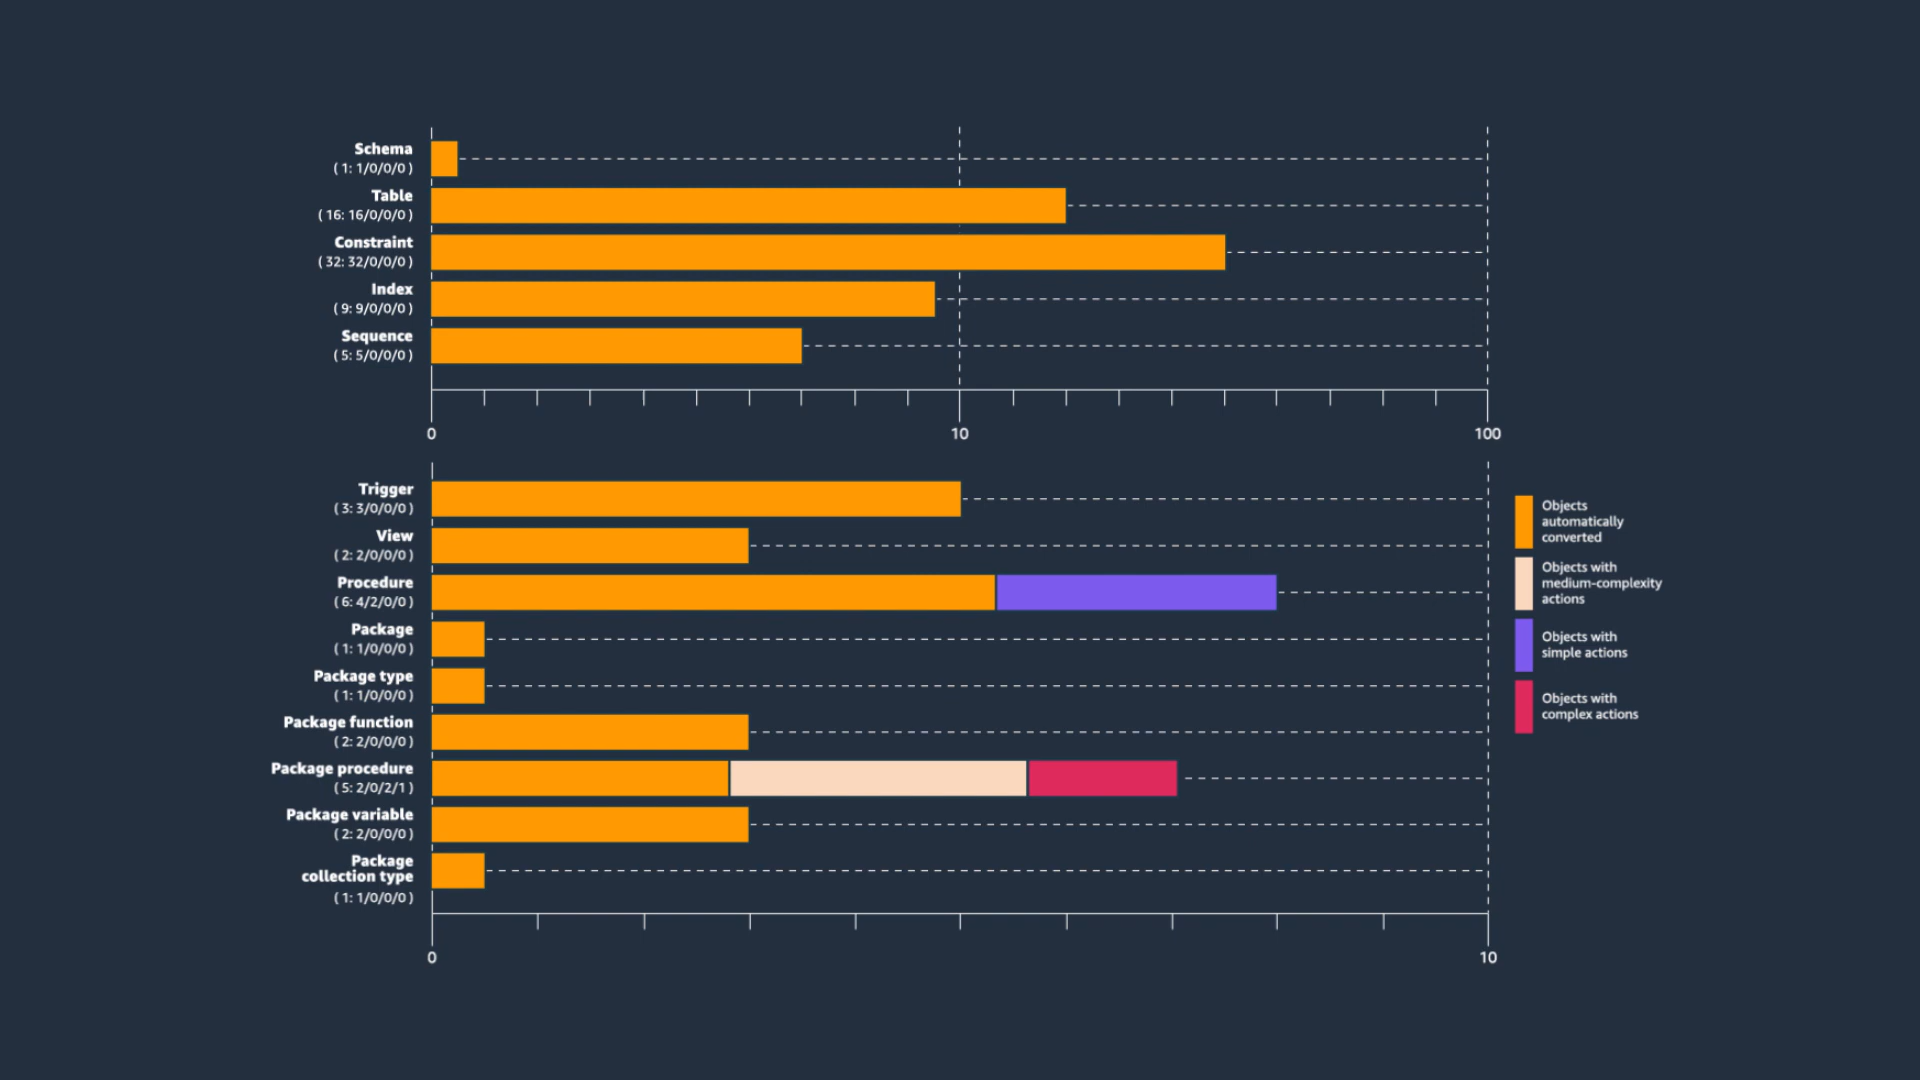 Schema
( 1: 1/0/0/0 )
Table
( 16: 16/0/0/0 )
Constraint
( 32: 32/0/0/0 )
Index
( 9: 9/0/0/0 )
Sequence
( 5: 5/0/0/0 )
0
10
100
Trigger
( 3: 3/0/0/0 )
View
( 2: 2/0/0/0 )
Procedure
( 6: 4/2/0/0 )
Package
( 1: 1/0/0/0 )
Package type
( 1: 1/0/0/0 )
Package function
( 2: 2/0/0/0 )
Package procedure
( 5: 2/0/2/1 )
Package variable
( 2: 2/0/0/0 )
Package
collection type
( 1: 1/0/0/0 )
0
10
Objects
automatically
converted
Objects with
medium-complexity
actions
Objects with
simple actions
Objects with
complex actions